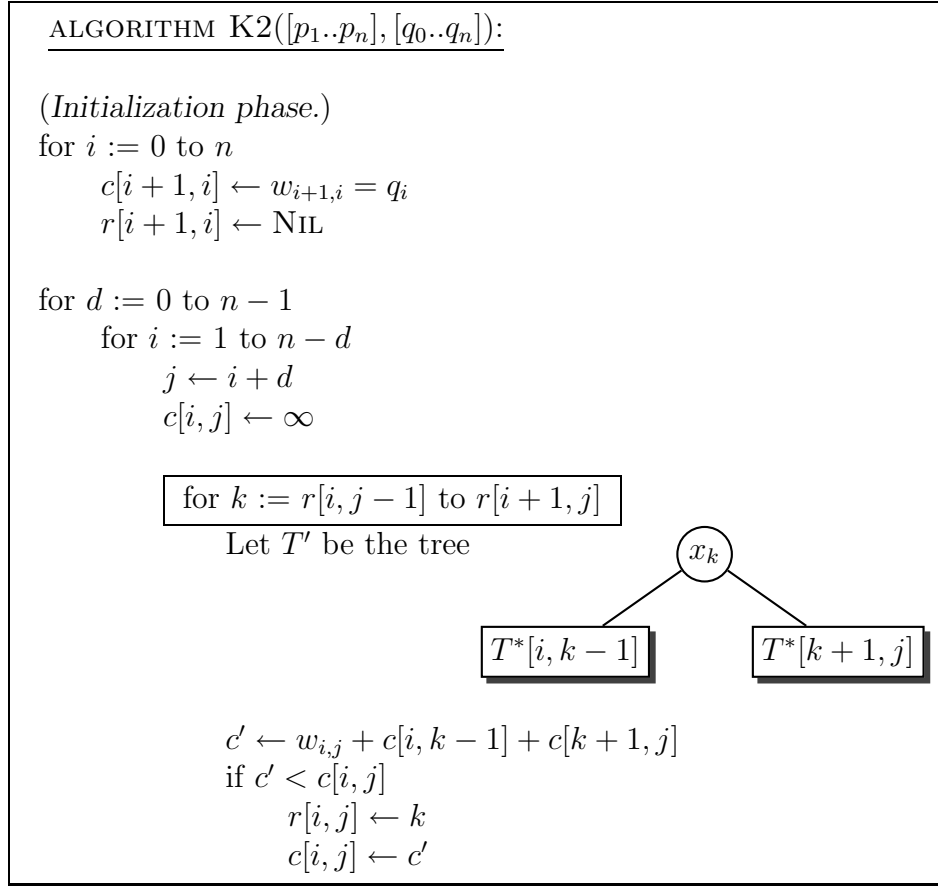 ALGORITHM K2([p₁..pₙ], [q₀..qₙ]):
(Initialization phase.)
for i := 0 to n
c[i + 1, i] ← wᵢ₊₁,ᵢ = qᵢ
r[i + 1, i] ← NIL
for d := 0 to n − 1
for i := 1 to n − d
j ← i + d
c[i, j] ← ∞
for k := r[i, j − 1] to r[i + 1, j]
Let T′ be the tree
xₖ
T*[i, k − 1] T*[k + 1, j]
c′ ← wᵢ,ⱼ + c[i, k − 1] + c[k + 1, j]
if c′ < c[i, j]
r[i, j] ← k
c[i, j] ← c′